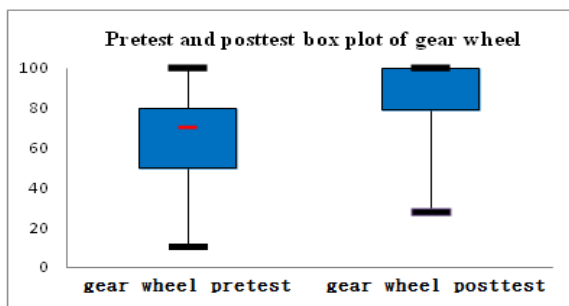 Pretest and posttest box plot of gear wheel
100
80
60
40
20
0
gear wheel pretest
gear wheel posttest